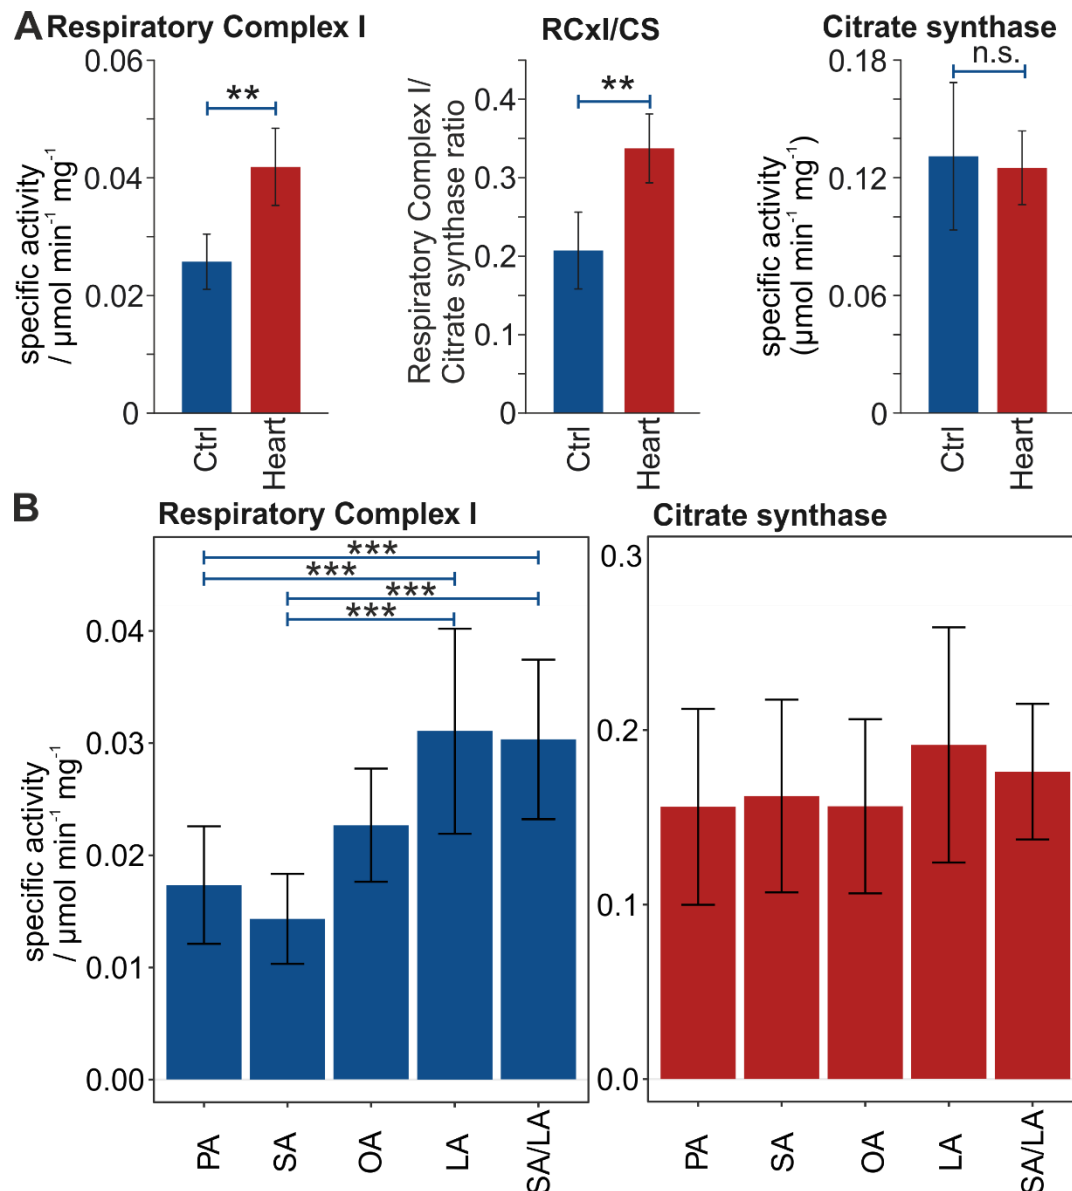 A Respiratory Complex I
RCxI/CS
Citrate synthase
0.06
0.04
0.02
0
specific activity
/ µmol min⁻¹ mg⁻¹
**
Ctrl
Heart
0.4
0.3
0.2
0.1
0
Respiratory Complex I/
Citrate synthase ratio
**
Ctrl
Heart
0.18
0.12
0.06
0
specific activity
(µmol min⁻¹ mg⁻¹)
n.s.
Ctrl
Heart
B
Respiratory Complex I
Citrate synthase
***
***
***
***
0.04
0.03
0.02
0.01
0.00
specific activity
/ µmol min⁻¹ mg⁻¹
PA
SA
OA
LA
SA/LA
0.3
0.2
0.1
0.0
PA
SA
OA
LA
SA/LA